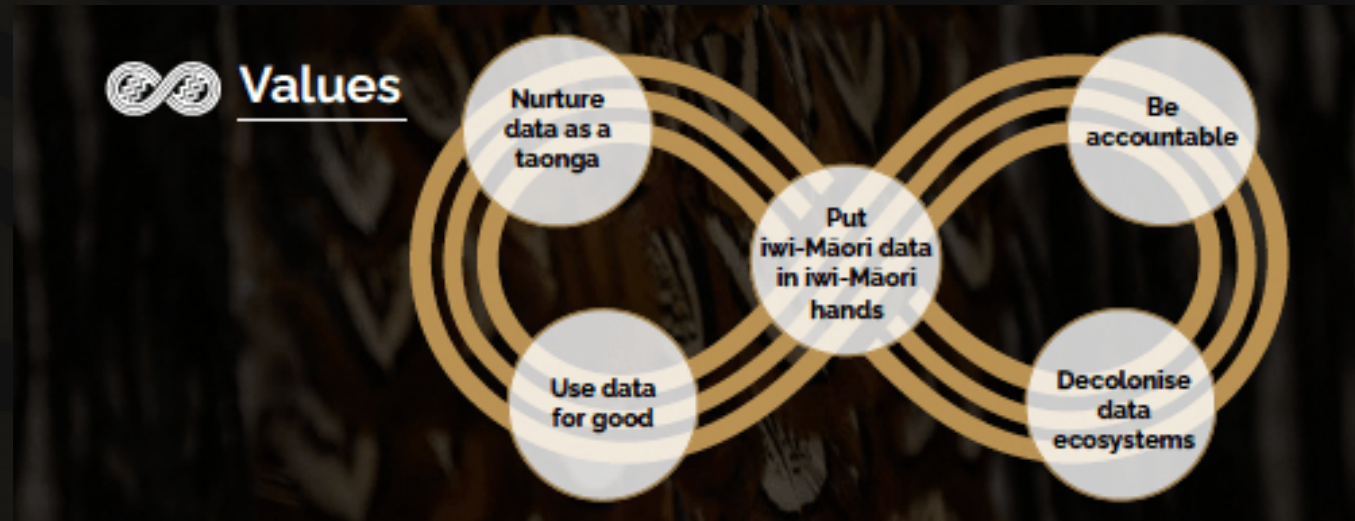 Values
Nurture
data as a
taonga
Be
accountable
Put
iwi-Māori data
in iwi-Māori
hands
Use data
for good
Decolonise
data
ecosystems